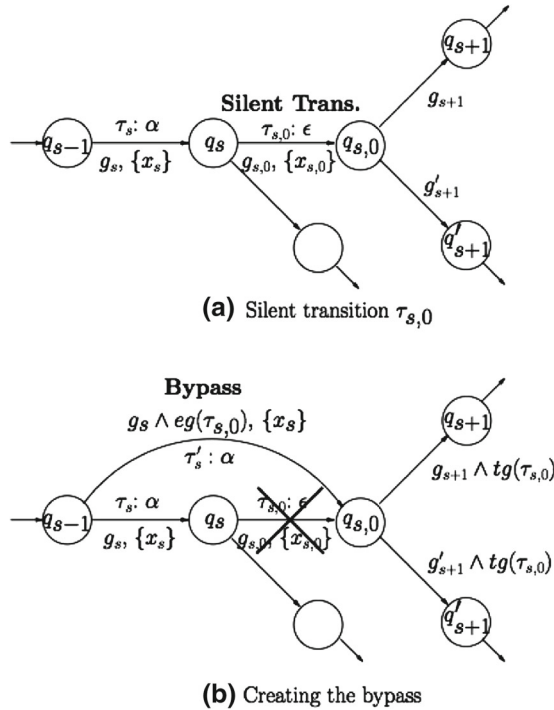 q_{s+1}
g_{s+1}
Silent Trans.
τ_s: α
τ_{s,0}: ϵ
q_{s−1}
q_s
q_{s,0}
g_s, {x_s}
g_{s,0}, {x_{s,0}}
g′_{s+1}
q′_{s+1}
(a) Silent transition τ_{s,0}
Bypass
g_s ∧ eg(τ_{s,0}), {x_s}
τ′_s : α
q_{s+1}
g_{s+1} ∧ tg(τ_{s,0})
τ_s: α
τ_{s,0}: ϵ
q_{s−1}
q_s
q_{s,0}
g_s, {x_s}
g_{s,0}, {x_{s,0}}
g′_{s+1} ∧ tg(τ_{s,0})
q′_{s+1}
(b) Creating the bypass